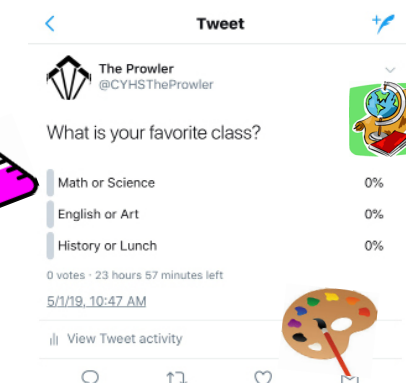 Tweet
The Prowler
@CYHSTheProwler
What is your favorite class?
Math or Science 0%
English or Art 0%
History or Lunch 0%
0 votes · 23 hours 57 minutes left
5/1/19, 10:47 AM
View Tweet activity